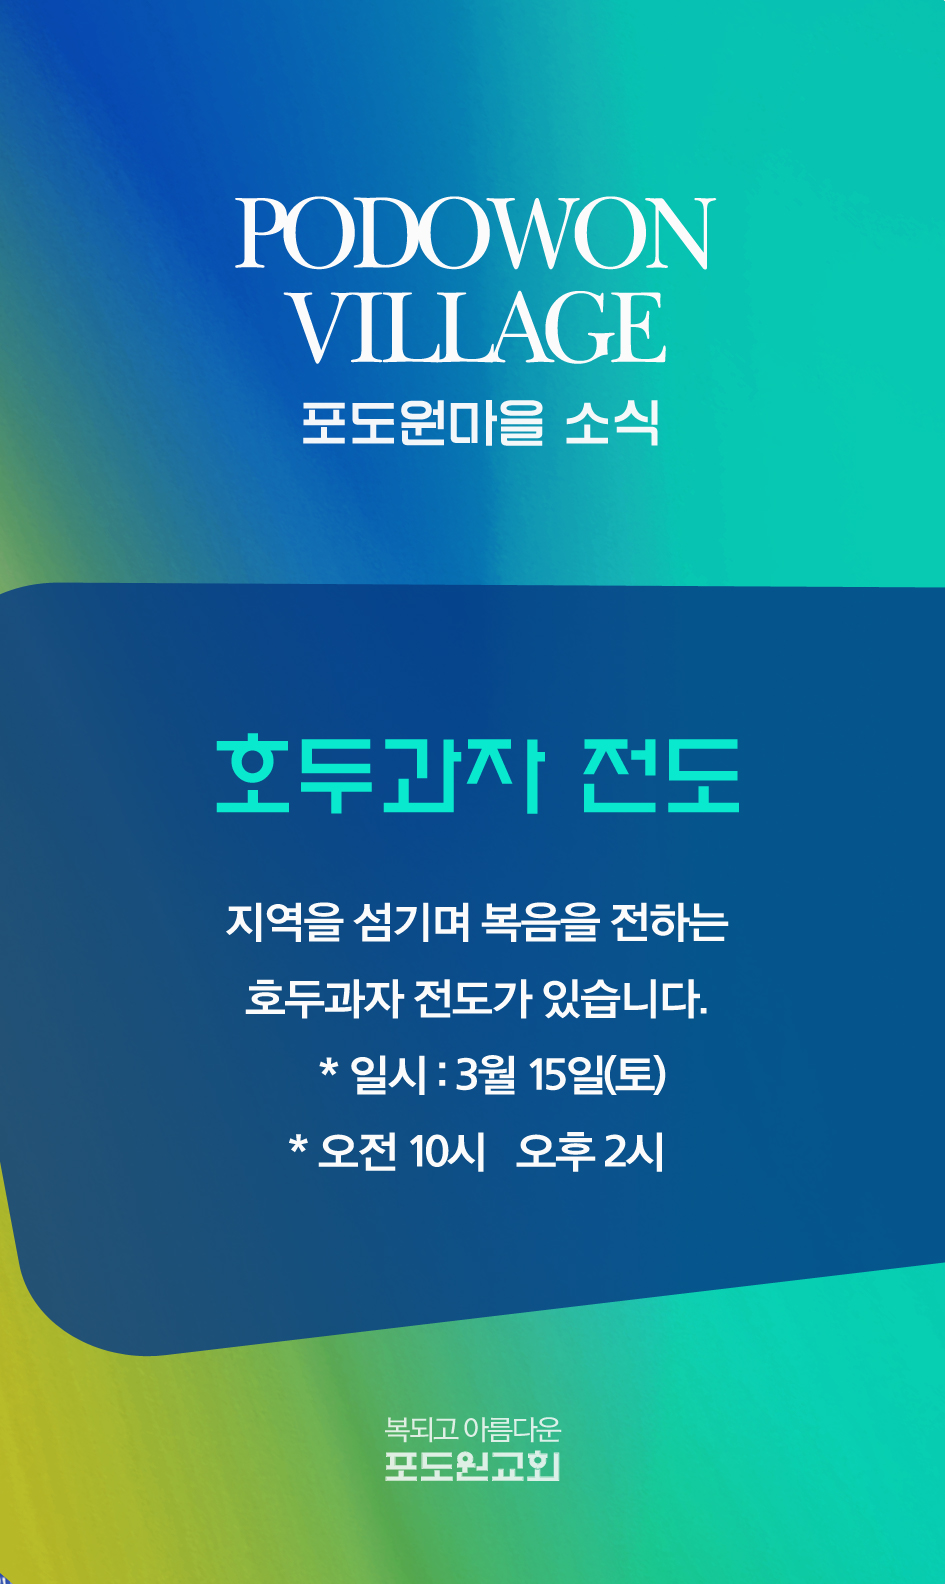 PODOWON
VILLAGE
포도원마을 소식
호두과자 전도
지역을 섬기며 복음을 전하는
호두과자 전도가 있습니다.
* 일시 : 3월 15일(토)
* 오전 10시 오후 2시
복되고 아름다운
포도원교회